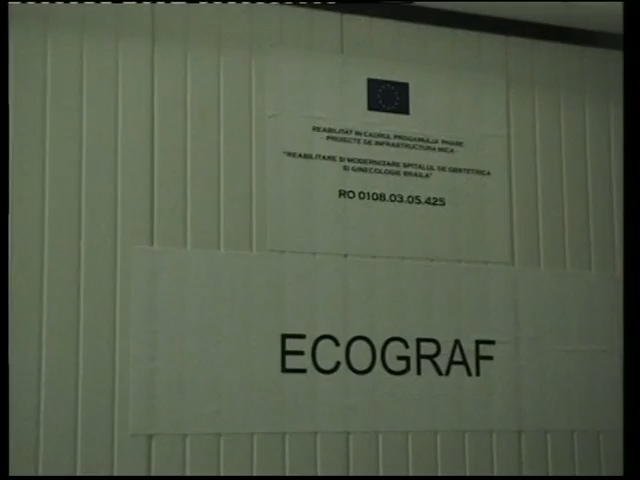 REABILITAT IN CADRUL PROGAMULUI PHARE
PROIECTE DE INFRASTRUCTURA MICA
"REABILITARE SI MODERNIZARE SPITALUL DE OBSTETRICA
SI GINECOLOGIE BRAILA"
RO 0108.03.05.425
ECOGRAF